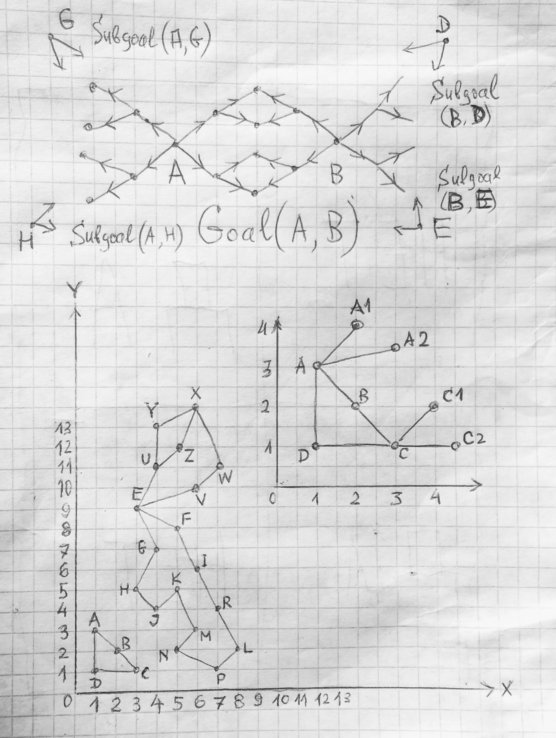 G Subgoal(A,G)
D
Subgoal
(B,D)
A
B
Subgoal
(B,E)
H Subgoal(A,H) Goal(A,B)
E
Y
4
A1
A2
3
A
2
B
C1
1
D
C
C2
0 1 2 3 4
X
Y
13
12
Z
11
U
W
10
V
E
9
F
8
7
G
6
I
5
H
K
4
J
R
3
A
M
2
B
N
L
1
D
C
P
0 1 2 3 4 5 6 7 8 9 10 11 12 13
X